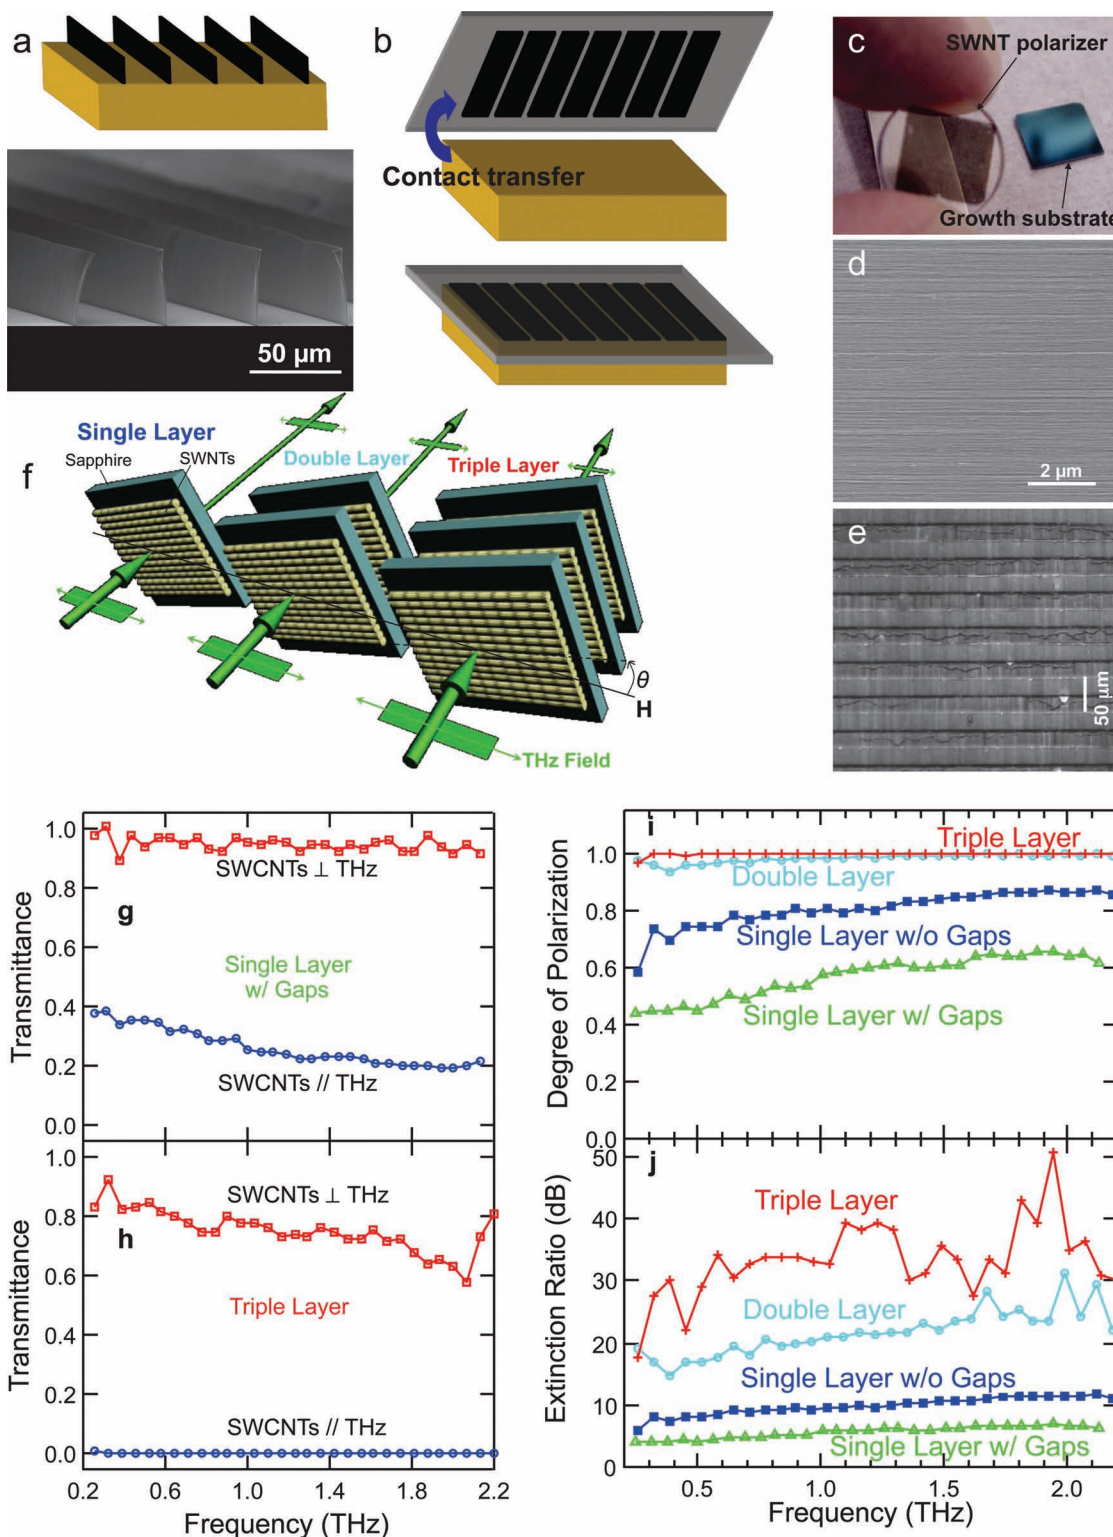 a
50 µm
b
Contact transfer
c
SWNT polarizer
Growth substrate
d
2 µm
e
50 µm
f
Single Layer
Sapphire
SWNTs
Double Layer
Triple Layer
θ
H
THz Field
Transmittance
1.0
0.8
0.6
0.4
0.2
0.0
SWCNTs ⊥ THz
g
Single Layer
w/ Gaps
SWCNTs // THz
Transmittance
1.0
0.8
0.6
0.4
0.2
0.0
SWCNTs ⊥ THz
h
Triple Layer
SWCNTs // THz
0.2 0.6 1.0 1.4 1.8 2.2
Frequency (THz)
Degree of Polarization
1.0
0.8
0.6
0.4
0.2
0.0
i
Triple Layer
Double Layer
Single Layer w/o Gaps
Single Layer w/ Gaps
Extinction Ratio (dB)
50
40
30
20
10
0
j
Triple Layer
Double Layer
Single Layer w/o Gaps
Single Layer w/ Gaps
0.5 1.0 1.5 2.0
Frequency (THz)